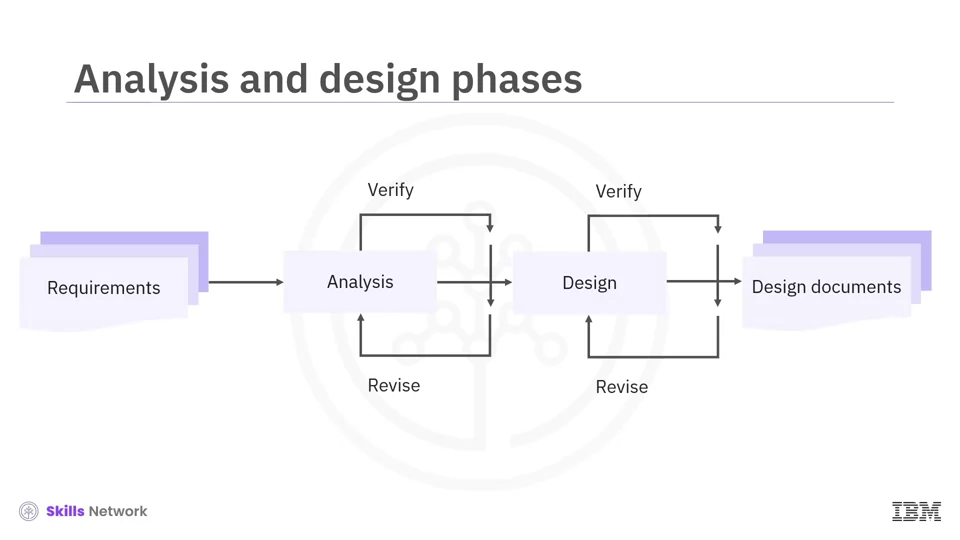 Analysis and design phases
Verify
Verify
Requirements
Analysis
Design
Design documents
Revise
Revise
Skills Network
IBM